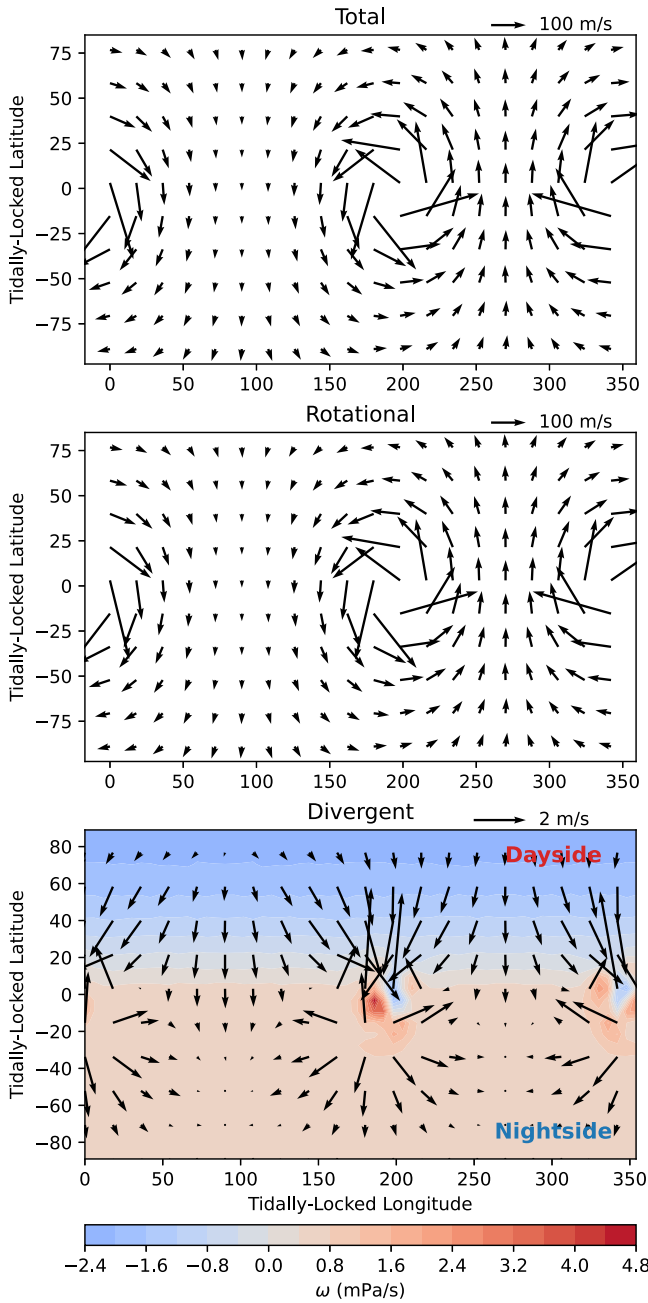 Total
100 m/s
Tidally-Locked Latitude
75
50
25
0
−25
−50
−75
0 50 100 150 200 250 300 350
Rotational
100 m/s
Tidally-Locked Latitude
75
50
25
0
−25
−50
−75
0 50 100 150 200 250 300 350
Divergent
2 m/s
Tidally-Locked Latitude
80
60
40
20
0
−20
−40
−60
−80
Dayside
Nightside
0 50 100 150 200 250 300 350
Tidally-Locked Longitude
−2.4 −1.6 −0.8 0.0 0.8 1.6 2.4 3.2 4.0 4.8
ω (mPa/s)